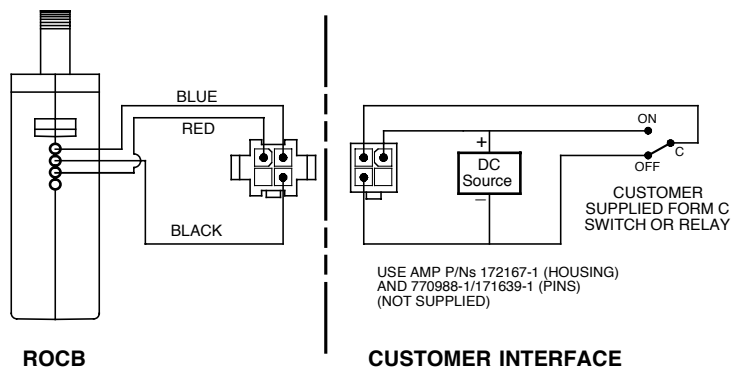 BLUE
RED
BLACK
ROCB
ON
C
OFF
+
DC
Source
–
CUSTOMER
SUPPLIED FORM C
SWITCH OR RELAY
USE AMP P/Ns 172167-1 (HOUSING)
AND 770988-1/171639-1 (PINS)
(NOT SUPPLIED)
CUSTOMER INTERFACE